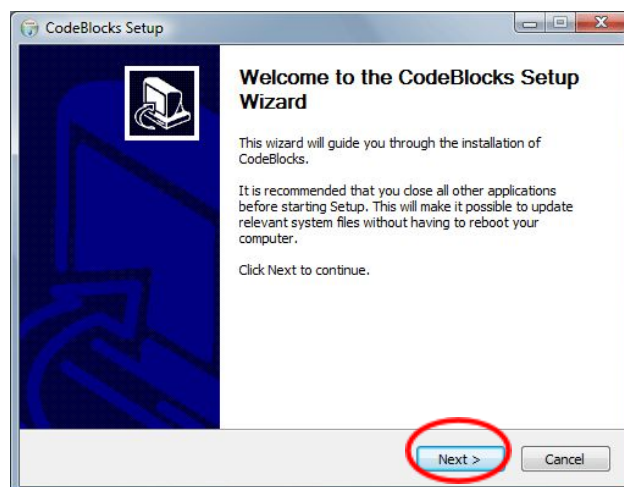 CodeBlocks Setup
Welcome to the CodeBlocks Setup
Wizard
This wizard will guide you through the installation of
CodeBlocks.
It is recommended that you close all other applications
before starting Setup. This will make it possible to update
relevant system files without having to reboot your
computer.
Click Next to continue.
Next >
Cancel